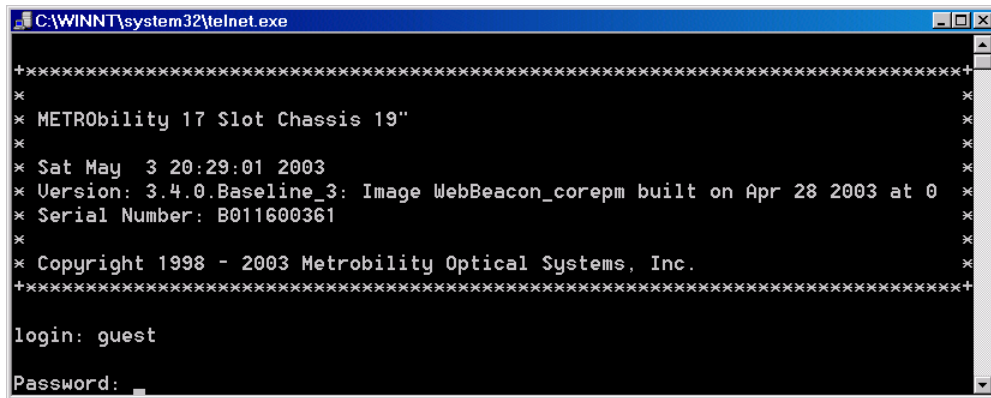 C:\WINNT\system32\telnet.exe
+******************************************************************************+
*                                                                              *
* METRObility 17 Slot Chassis 19"
*                                                                              *
* Sat May  3 20:29:01 2003                                                     *
* Version: 3.4.0.Baseline_3: Image WebBeacon_corepm built on Apr 28 2003 at 0  *
* Serial Number: B011600361                                                    *
*                                                                              *
* Copyright 1998 - 2003 Metrobility Optical Systems, Inc.                      *
+******************************************************************************+
login: guest
Password: